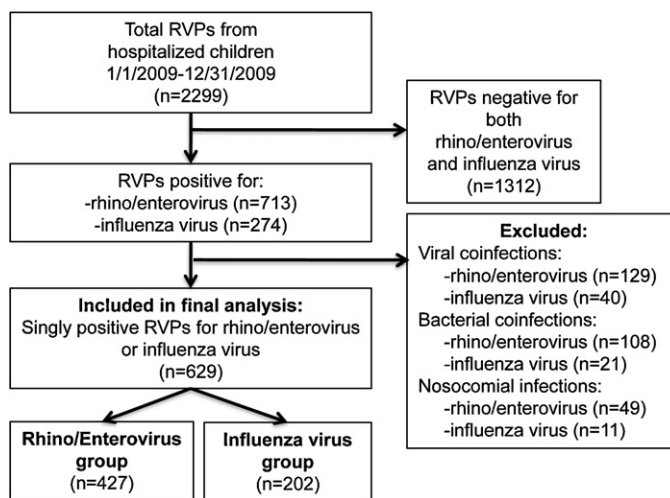 Total RVPs from
hospitalized children
1/1/2009-12/31/2009
(n=2299)
RVPs negative for
both
rhino/enterovirus
and influenza virus
(n=1312)
RVPs positive for:
-rhino/enterovirus (n=713)
-influenza virus (n=274)
Excluded:
Viral coinfections:
-rhino/enterovirus (n=129)
-influenza virus (n=40)
Bacterial coinfections:
-rhino/enterovirus (n=108)
-influenza virus (n=21)
Nosocomial infections:
-rhino/enterovirus (n=49)
-influenza virus (n=11)
Included in final analysis:
Singly positive RVPs for rhino/enterovirus
or influenza virus
(n=629)
Rhino/Enterovirus
group
(n=427)
Influenza virus
group
(n=202)